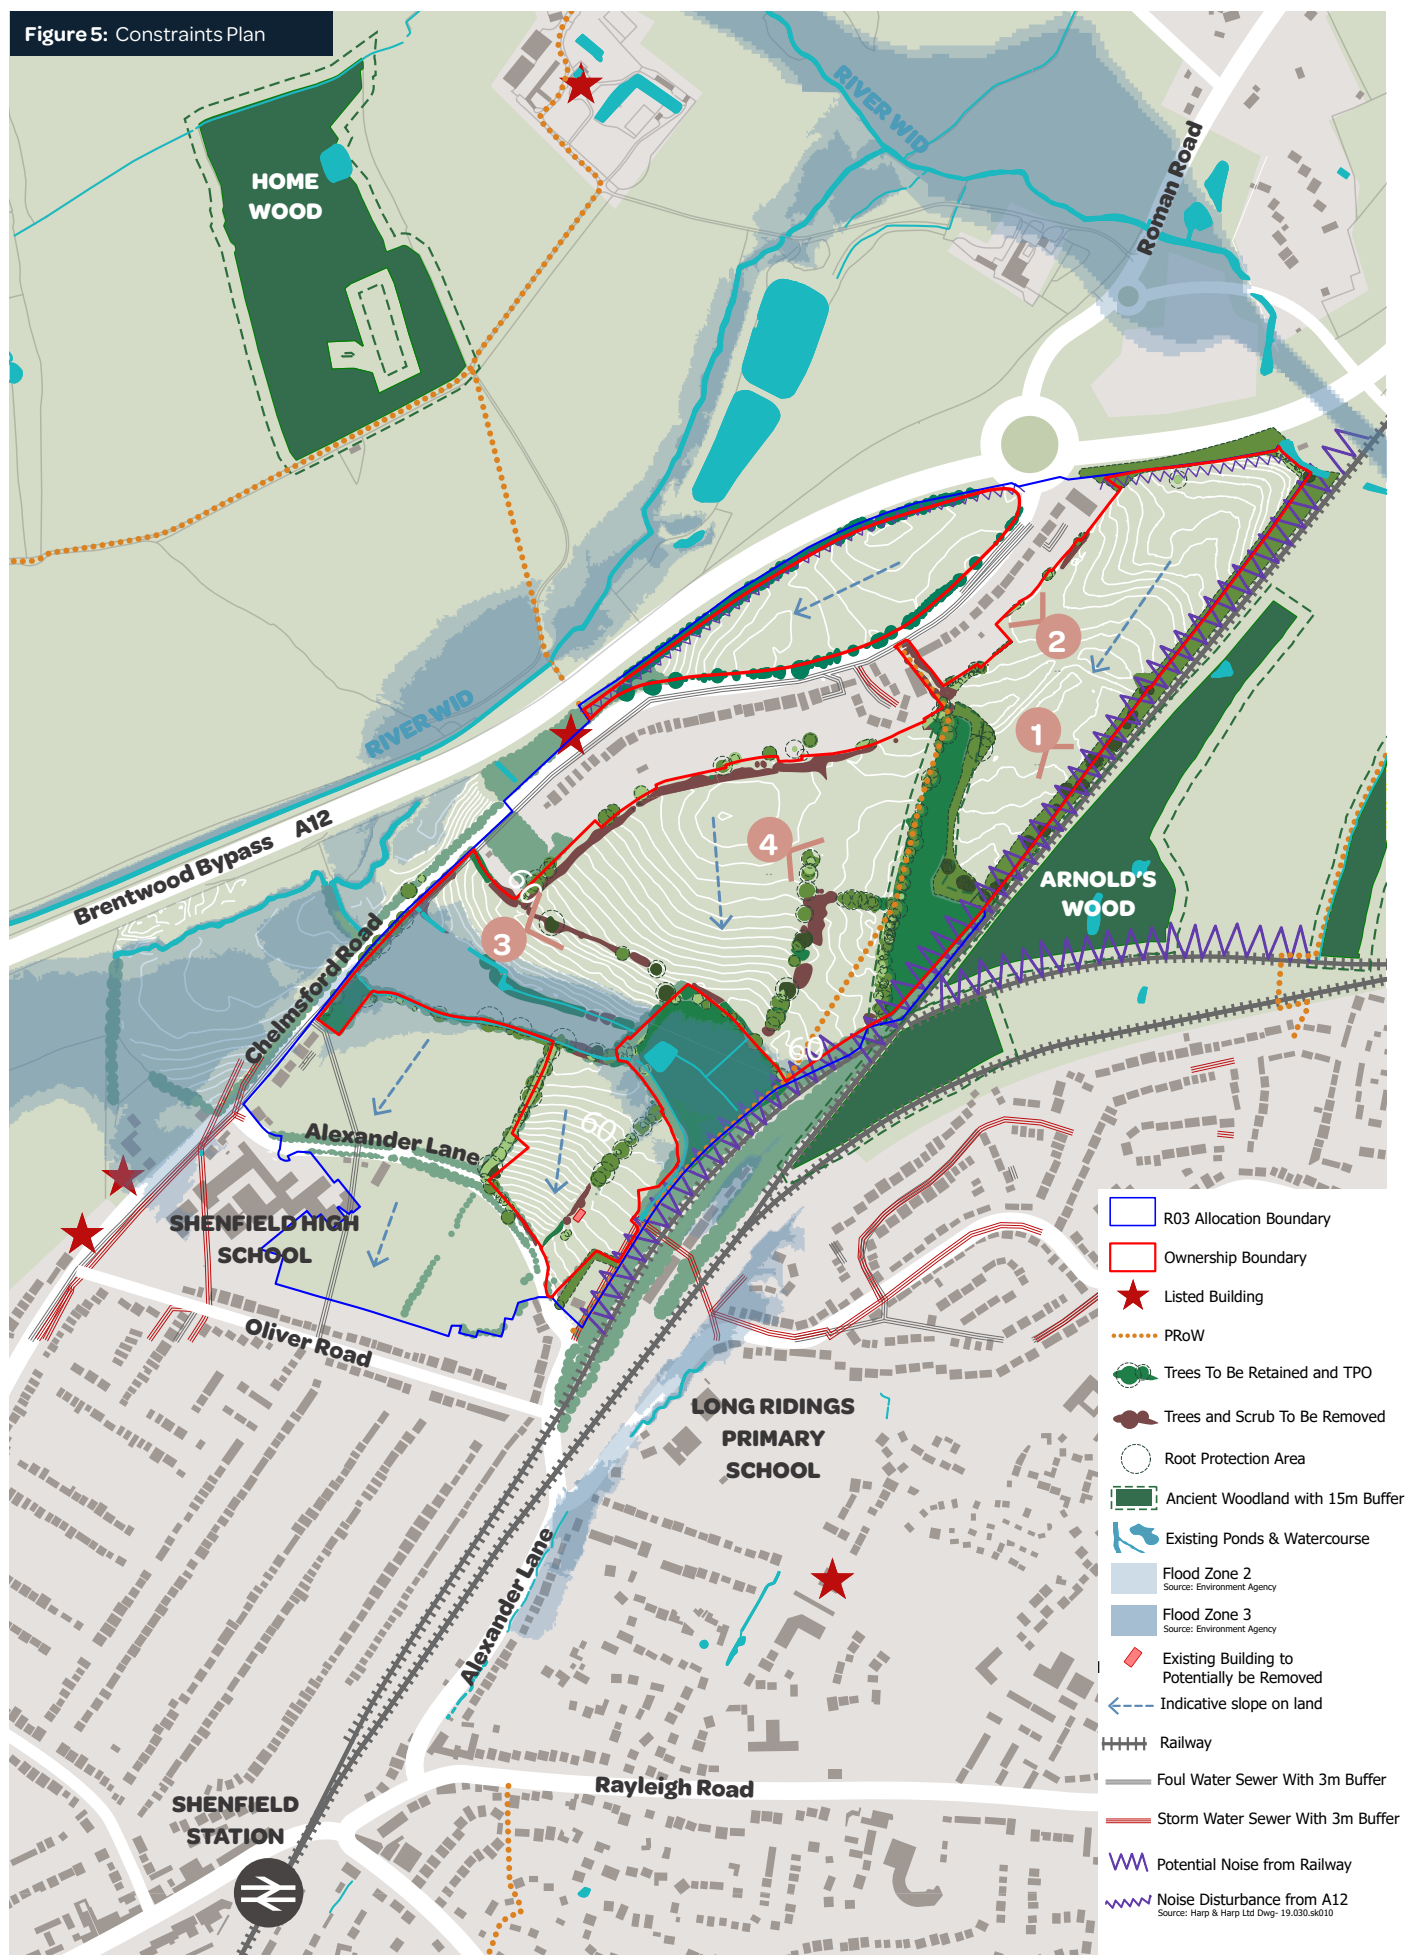 Figure 5: Constraints Plan
HOME
WOOD
RIVER WID
Roman Road
RIVER WID
Brentwood Bypass A12
2
1
4
3
60
ARNOLD'S
WOOD
Chelmsford Road
60
60
Alexander Lane
SHENFIELD HIGH
SCHOOL
Oliver Road
LONG RIDINGS
PRIMARY
SCHOOL
Alexander Lane
Rayleigh Road
SHENFIELD
STATION
R03 Allocation Boundary
Ownership Boundary
Listed Building
PRoW
Trees To Be Retained and TPO
Trees and Scrub To Be Removed
Root Protection Area
Ancient Woodland with 15m Buffer
Existing Ponds & Watercourse
Flood Zone 2
Source: Environment Agency
Flood Zone 3
Source: Environment Agency
Existing Building to
Potentially be Removed
Indicative slope on land
Railway
Foul Water Sewer With 3m Buffer
Storm Water Sewer With 3m Buffer
Potential Noise from Railway
Noise Disturbance from A12
Source: Harp & Harp Ltd Dwg- 19.030.sk010